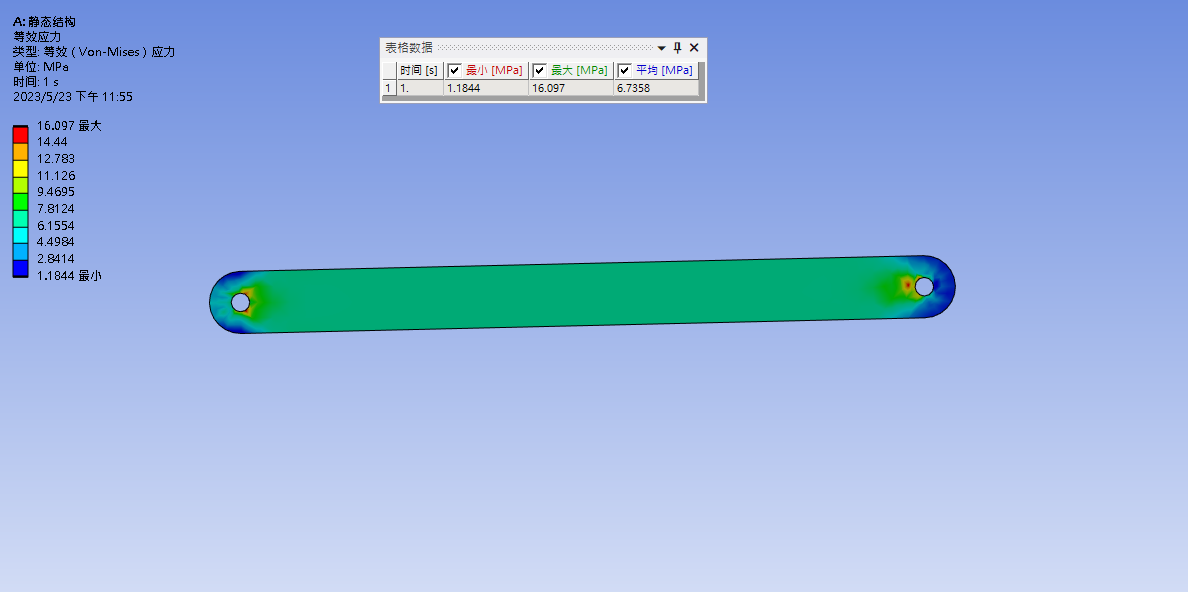 A: 静态结构
等效应力
类型: 等效（Von-Mises）应力
单位: MPa
时间: 1 s
2023/5/23 下午 11:55
16.097 最大
14.44
12.783
11.126
9.4695
7.8124
6.1554
4.4984
2.8414
1.1844 最小
表格数据
时间 [s] 最小 [MPa] 最大 [MPa] 平均 [MPa]
1 1. 1.1844 16.097 6.7358